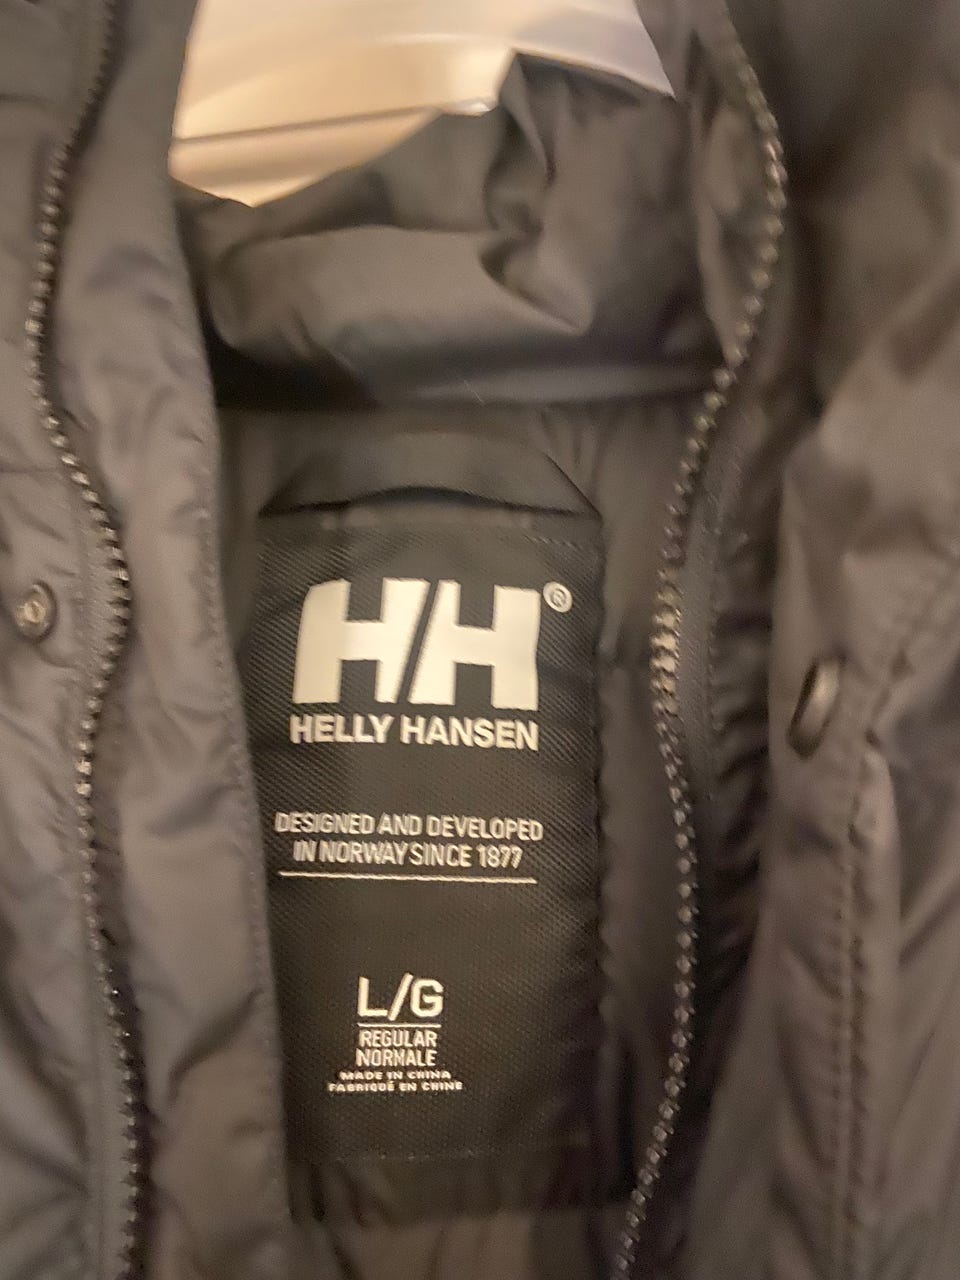 HH®
HELLY HANSEN
DESIGNED AND DEVELOPED
IN NORWAY SINCE 1877
L/G
REGULAR
NORMALE
MADE IN CHINA
FABRIQUÉ EN CHINE